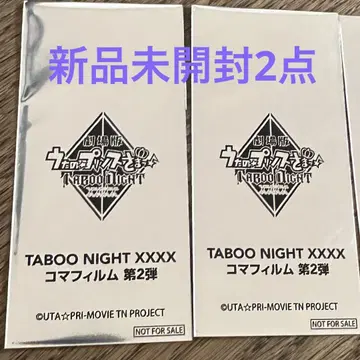 新品未開封2点
劇場版
うたの☆プリンスさまっ♪
TABOO NIGHT
TABOO NIGHT XXXX
コマフィルム 第2弾
©UTA☆PRI-MOVIE TN PROJECT
NOT FOR SALE
劇場版
うたの☆プリンスさまっ♪
TABOO NIGHT
TABOO NIGHT XXXX
コマフィルム 第2弾
©UTA☆PRI-MOVIE TN PROJECT
NOT FOR SALE